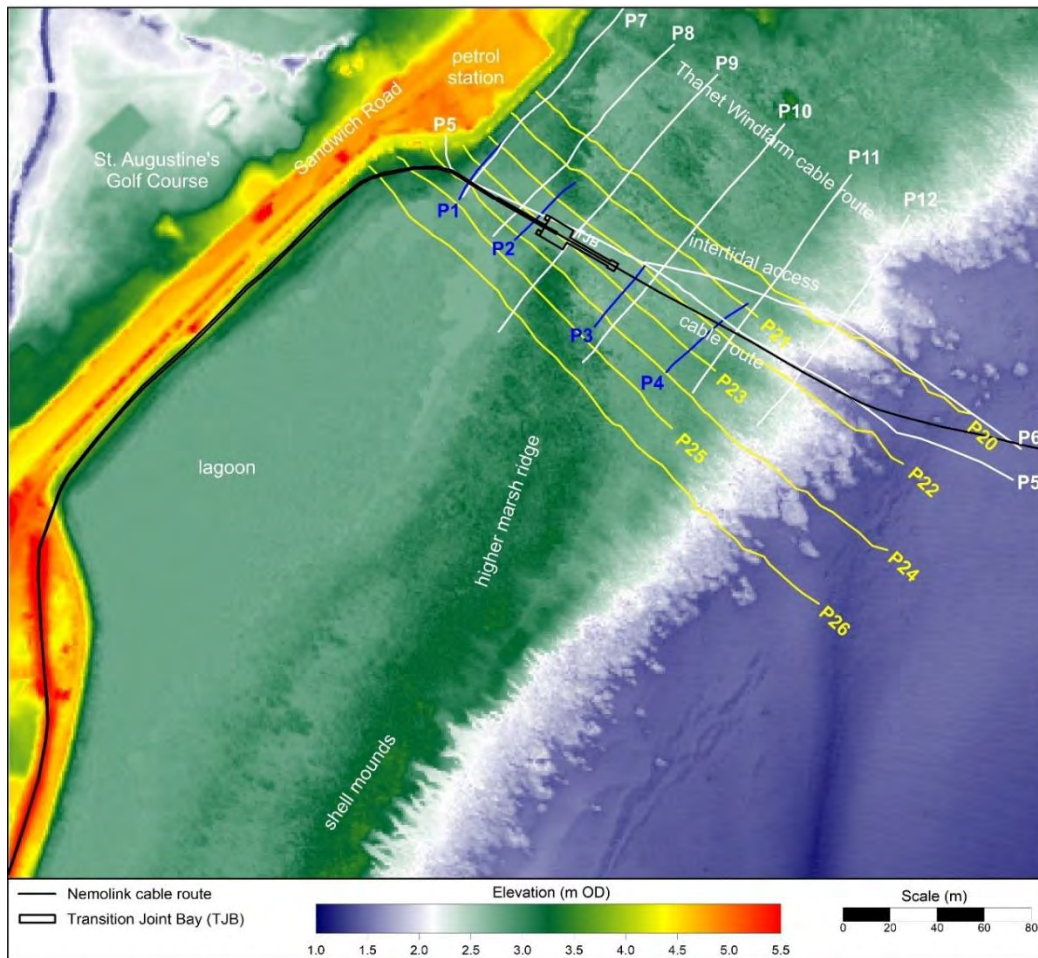 P7
P8
petrol
station
P9
Thanet Windfarm cable route
Sandwich Road
P10
P5
St. Augustine's
Golf Course
P11
P12
P1
P2
TJB
intertidal access
P3
P21
cable route
P4
P23
P20
P6
P25
P22
P5
lagoon
higher marsh ridge
P24
P26
shell mounds
Nemolink cable route
Transition Joint Bay (TJB)
Elevation (m OD)
1.0 1.5 2.0 2.5 3.0 3.5 4.0 4.5 5.0 5.5
Scale (m)
0 20 40 60 80